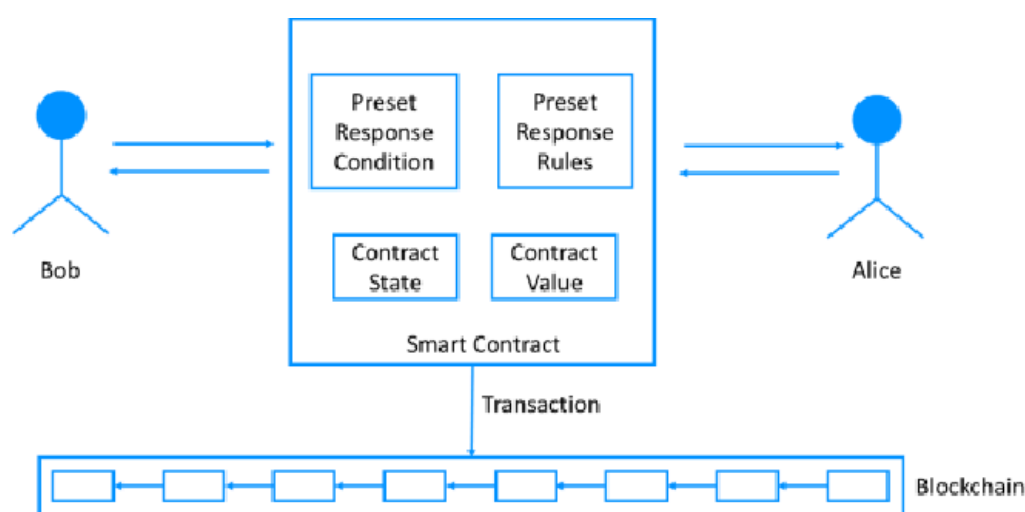 Preset
Response
Condition
Preset
Response
Rules
Bob
Contract
State
Contract
Value
Alice
Smart Contract
Transaction
Blockchain